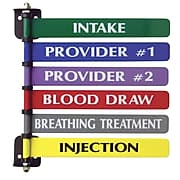 INTAKE
PROVIDER #1
PROVIDER #2
BLOOD DRAW
BREATHING TREATMENT
INJECTION